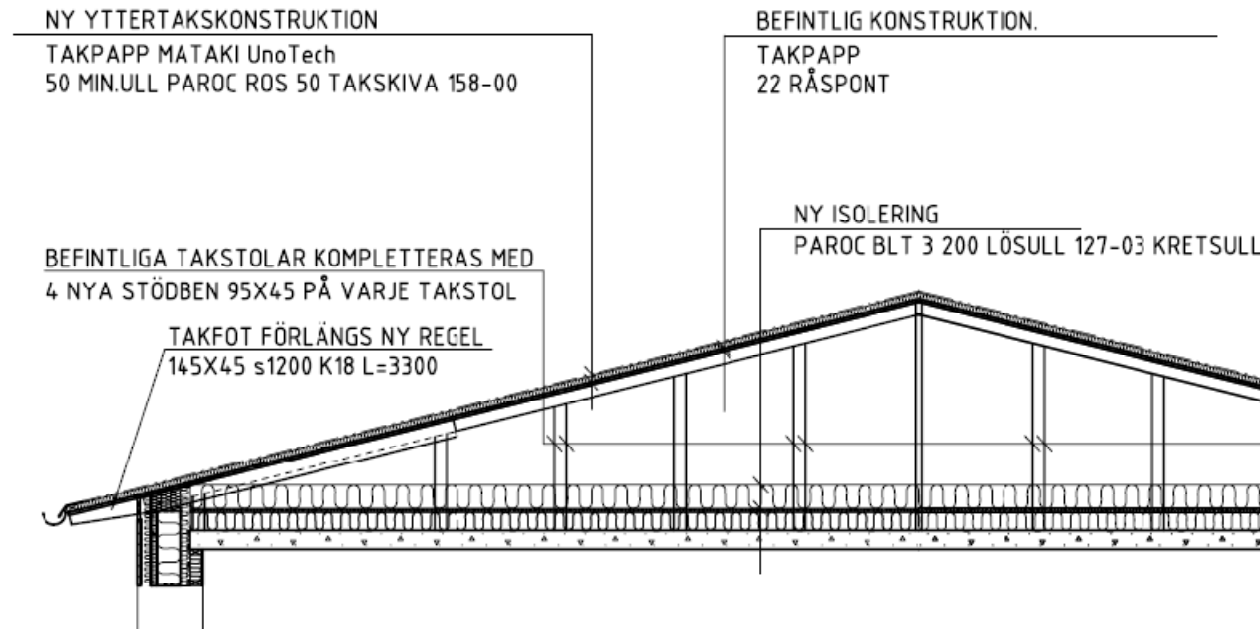 NY YTTERTAKSKONSTRUKTION
TAKPAPP MATAKI UnoTech
50 MIN.ULL PAROC ROS 50 TAKSKIVA 158-00
BEFINTLIG KONSTRUKTION.
TAKPAPP
22 RÅSPONT
NY ISOLERING
PAROC BLT 3 200 LÖSULL 127-03 KRETSULL
BEFINTLIGA TAKSTOLAR KOMPLETTERAS MED
4 NYA STÖDBEN 95X45 PÅ VARJE TAKSTOL
TAKFOT FÖRLÄNGS NY REGEL
145X45 s1200 K18 L=3300